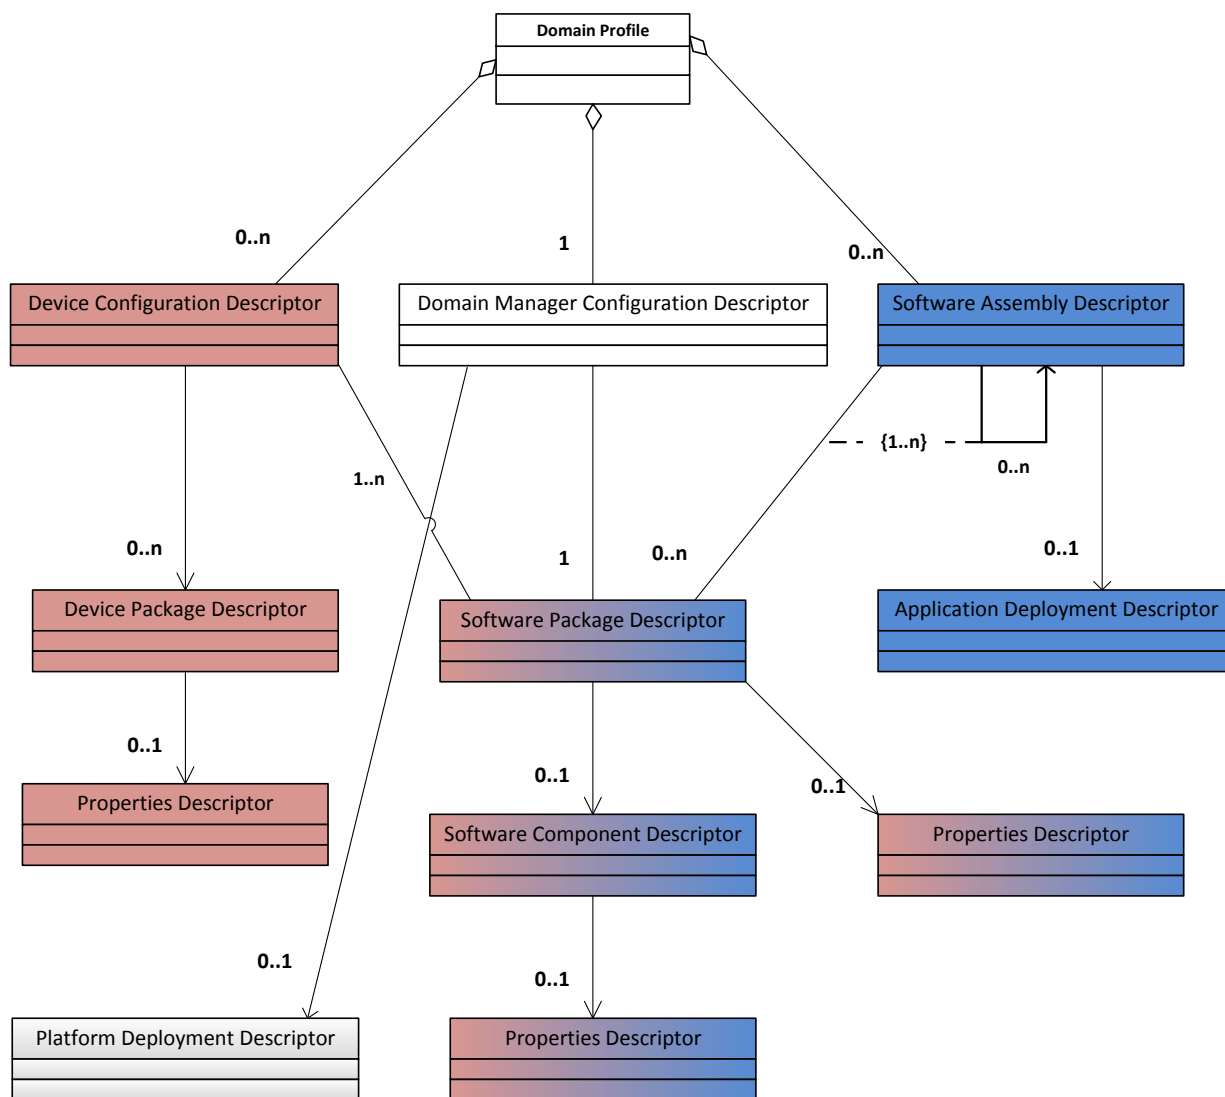 Domain Profile
0..n
1
0..n
Device Configuration Descriptor
Domain Manager Configuration Descriptor
Software Assembly Descriptor
{1..n}
0..n
1..n
0..n
1
0..n
0..1
Device Package Descriptor
Software Package Descriptor
Application Deployment Descriptor
0..1
0..1
0..1
Properties Descriptor
Software Component Descriptor
Properties Descriptor
0..1
0..1
Platform Deployment Descriptor
Properties Descriptor